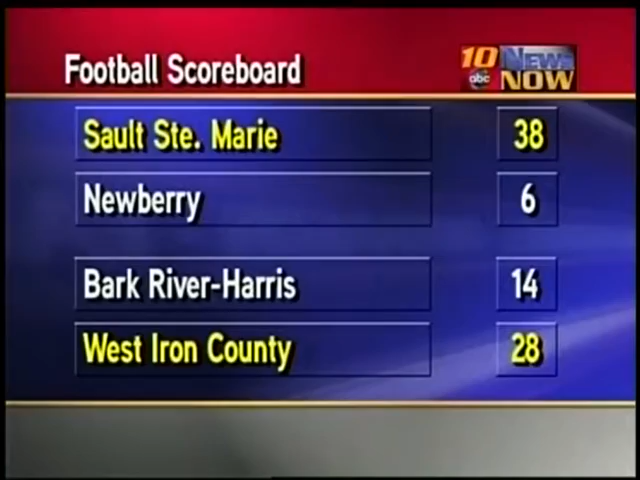 Football Scoreboard
10 NEWS
abc NOW
Sault Ste. Marie 38
Newberry 6
Bark River-Harris 14
West Iron County 28